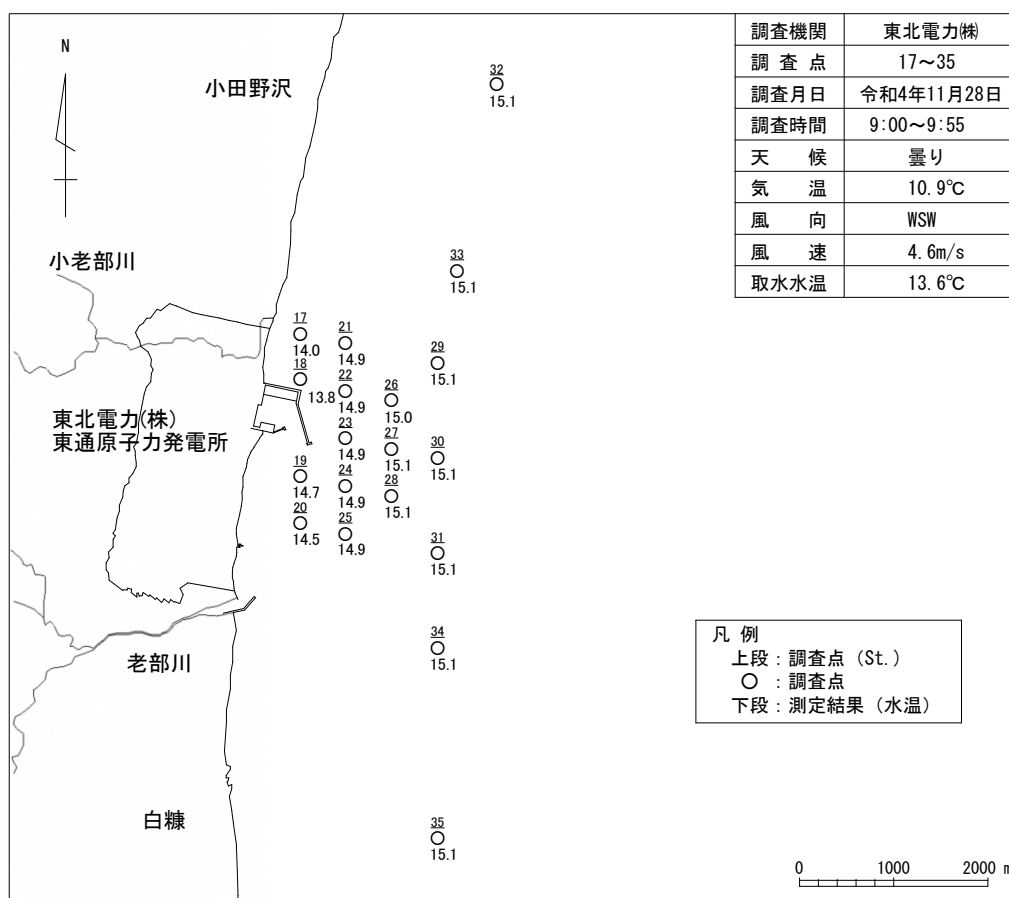 調査機関 東北電力㈱
調査点 17～35
調査月日 令和4年11月28日
調査時間 9:00～9:55
天候 曇り
気温 10.9℃
風向 WSW
風速 4.6m/s
取水水温 13.6℃
N
小田野沢
32
15.1
小老部川
33
15.1
17
14.0
21
14.9
29
15.1
18
13.8
22
14.9
26
15.0
東北電力(株)
東通原子力発電所
23
14.9
27
15.1
30
15.1
19
14.7
24
14.9
28
15.1
20
14.5
25
14.9
31
15.1
老部川
34
15.1
凡例
上段：調査点（St.）
○：調査点
下段：測定結果（水温）
白糠
35
15.1
0 1000 2000 m